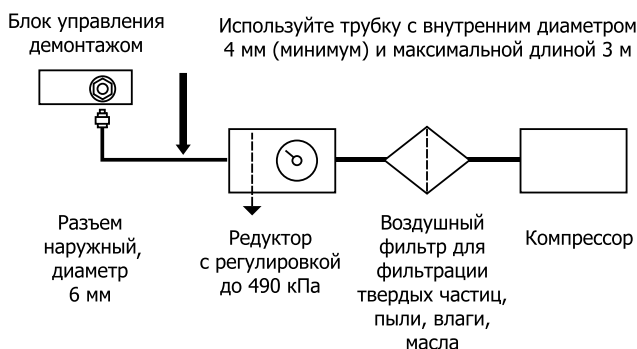 Блок управления
демонтажом
Используйте трубку с внутренним диаметром
4 мм (минимум) и максимальной длиной 3 м
Разъем
наружный,
диаметр
6 мм
Редуктор
с регулировкой
до 490 кПа
Воздушный
фильтр для
фильтрации
твердых частиц,
пыли, влаги,
масла
Компрессор